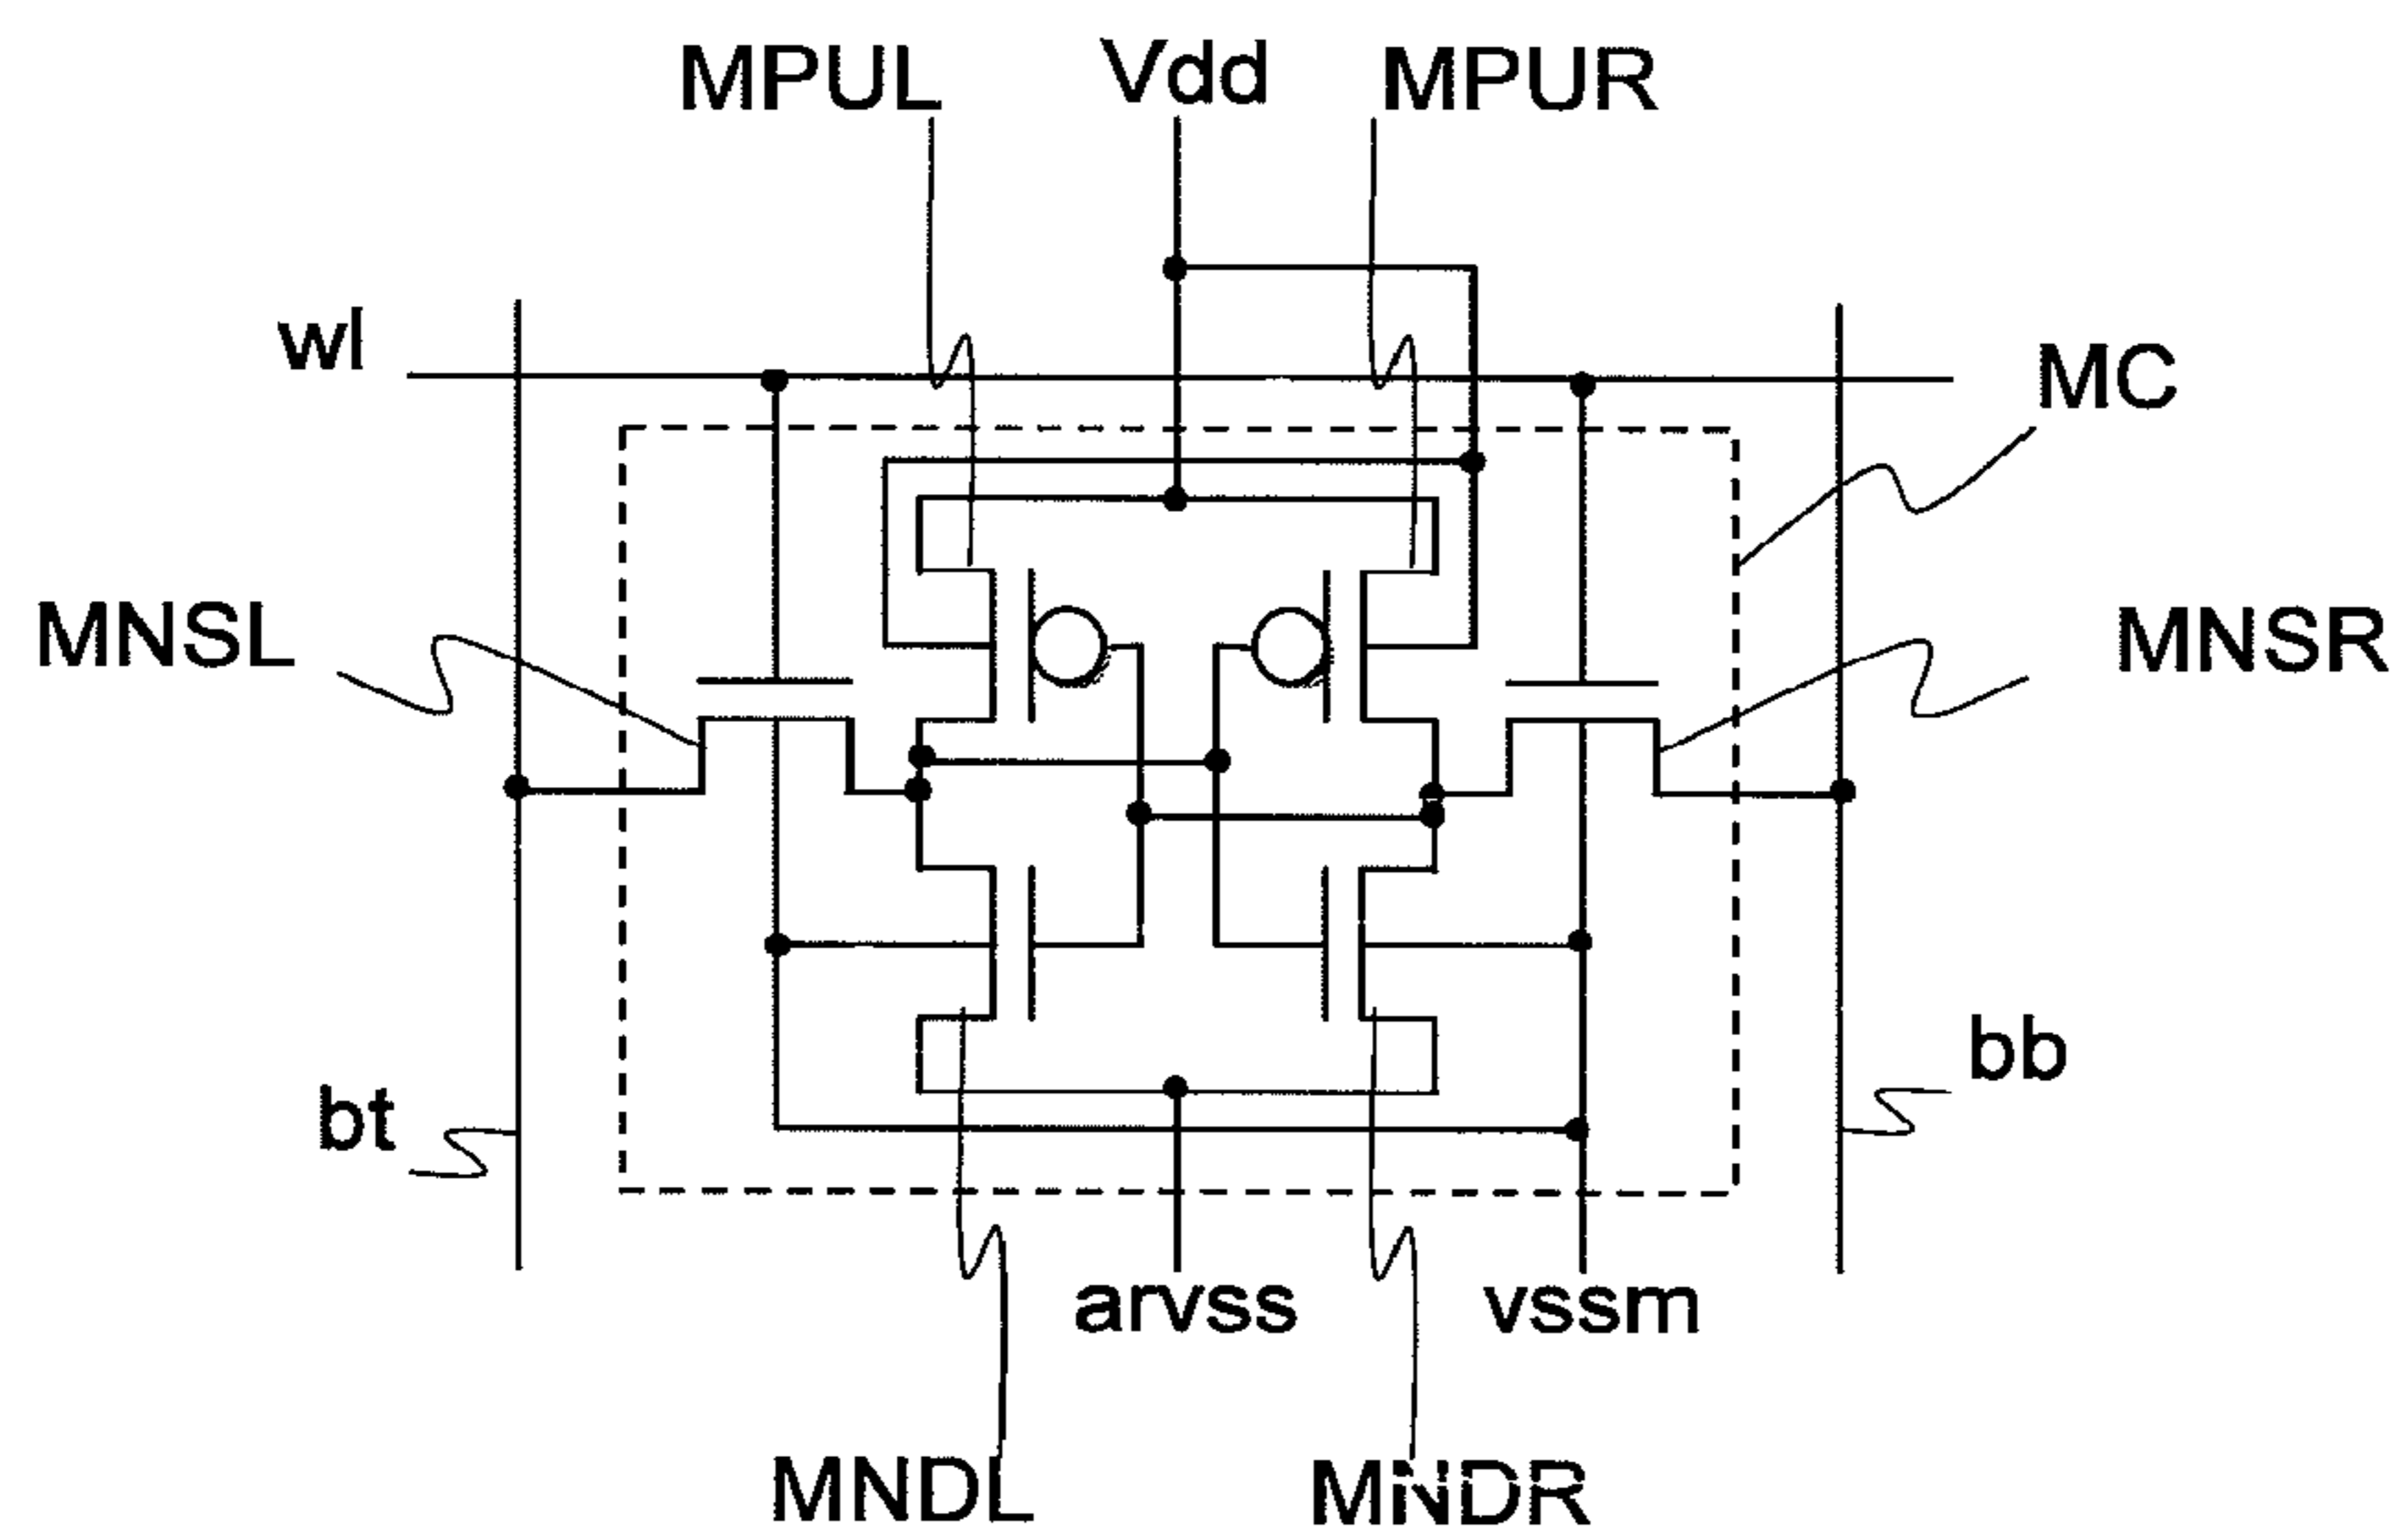 MPUL Vdd MPUR
wl
MC
MNSL
MNSR
bb
bt
arvss vssm
MNDL MNDR